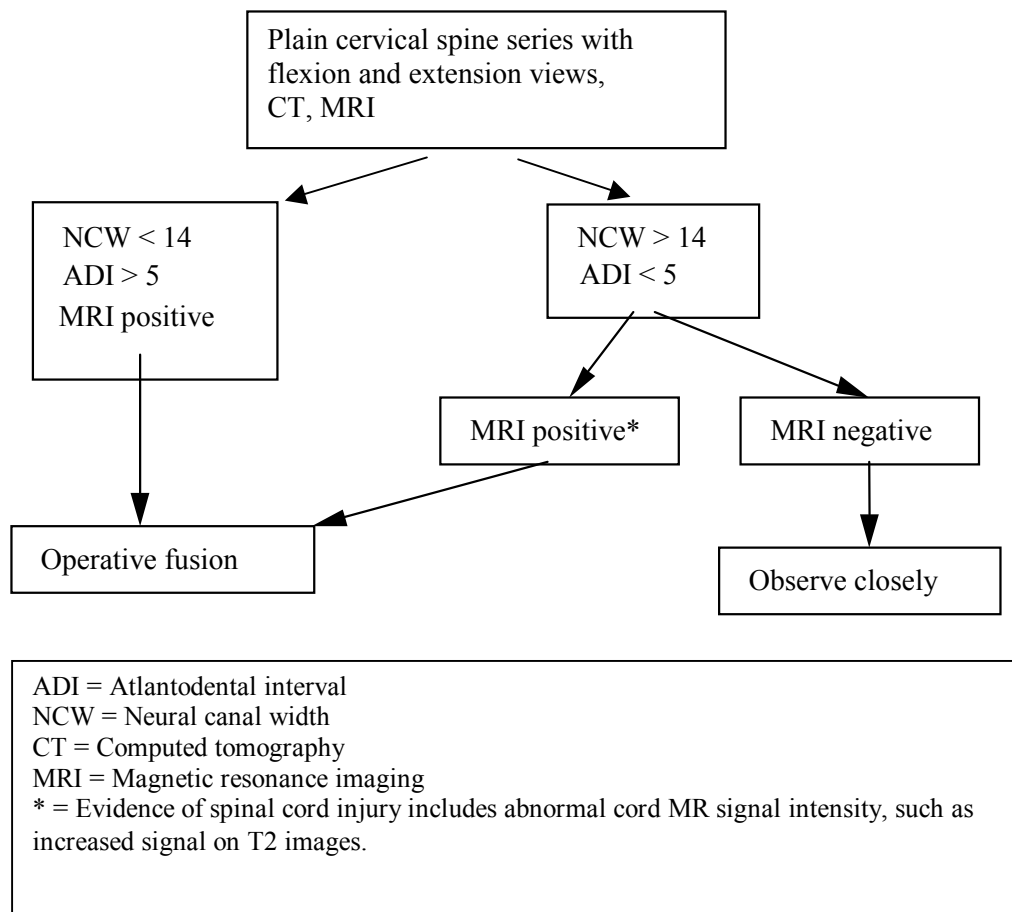 Plain cervical spine series with
flexion and extension views,
CT, MRI
NCW < 14
ADI > 5
MRI positive
NCW > 14
ADI < 5
MRI positive*
MRI negative
Operative fusion
Observe closely
ADI = Atlantodental interval
NCW = Neural canal width
CT = Computed tomography
MRI = Magnetic resonance imaging
* = Evidence of spinal cord injury includes abnormal cord MR signal intensity, such as
increased signal on T2 images.